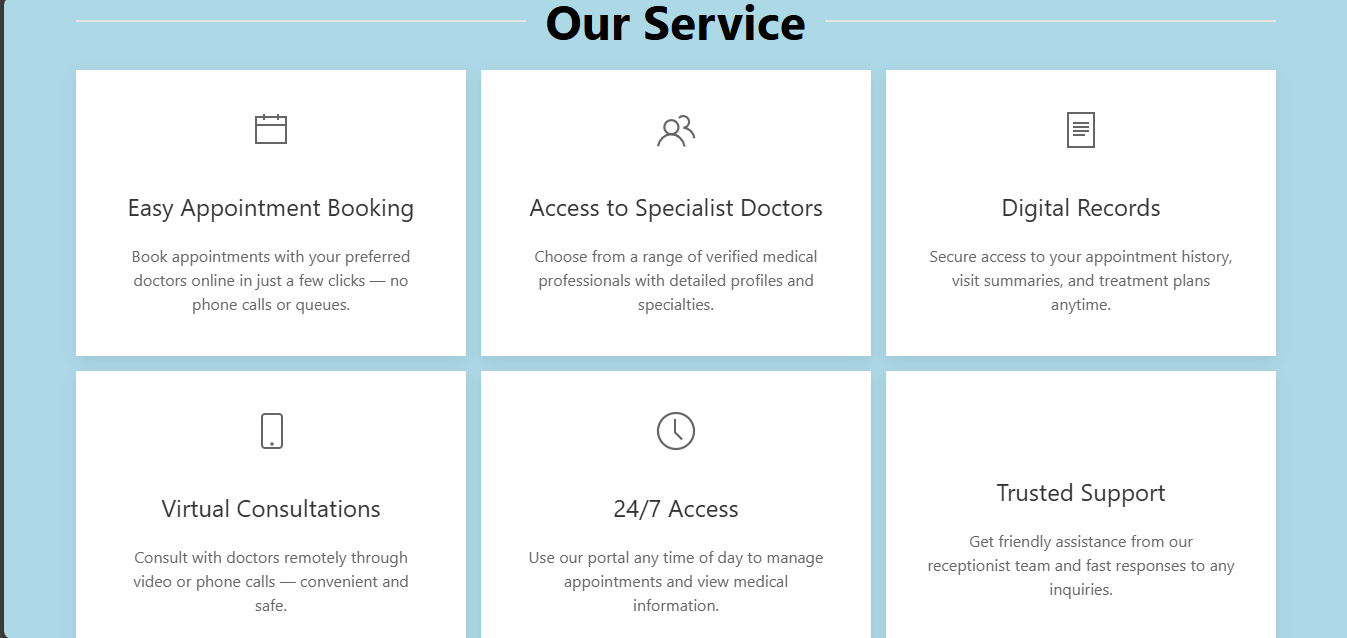 Our Service
Easy Appointment Booking
Book appointments with your preferred
doctors online in just a few clicks — no
phone calls or queues.
Access to Specialist Doctors
Choose from a range of verified medical
professionals with detailed profiles and
specialties.
Digital Records
Secure access to your appointment history,
visit summaries, and treatment plans
anytime.
Virtual Consultations
Consult with doctors remotely through
video or phone calls — convenient and
safe.
24/7 Access
Use our portal any time of day to manage
appointments and view medical
information.
Trusted Support
Get friendly assistance from our
receptionist team and fast responses to any
inquiries.